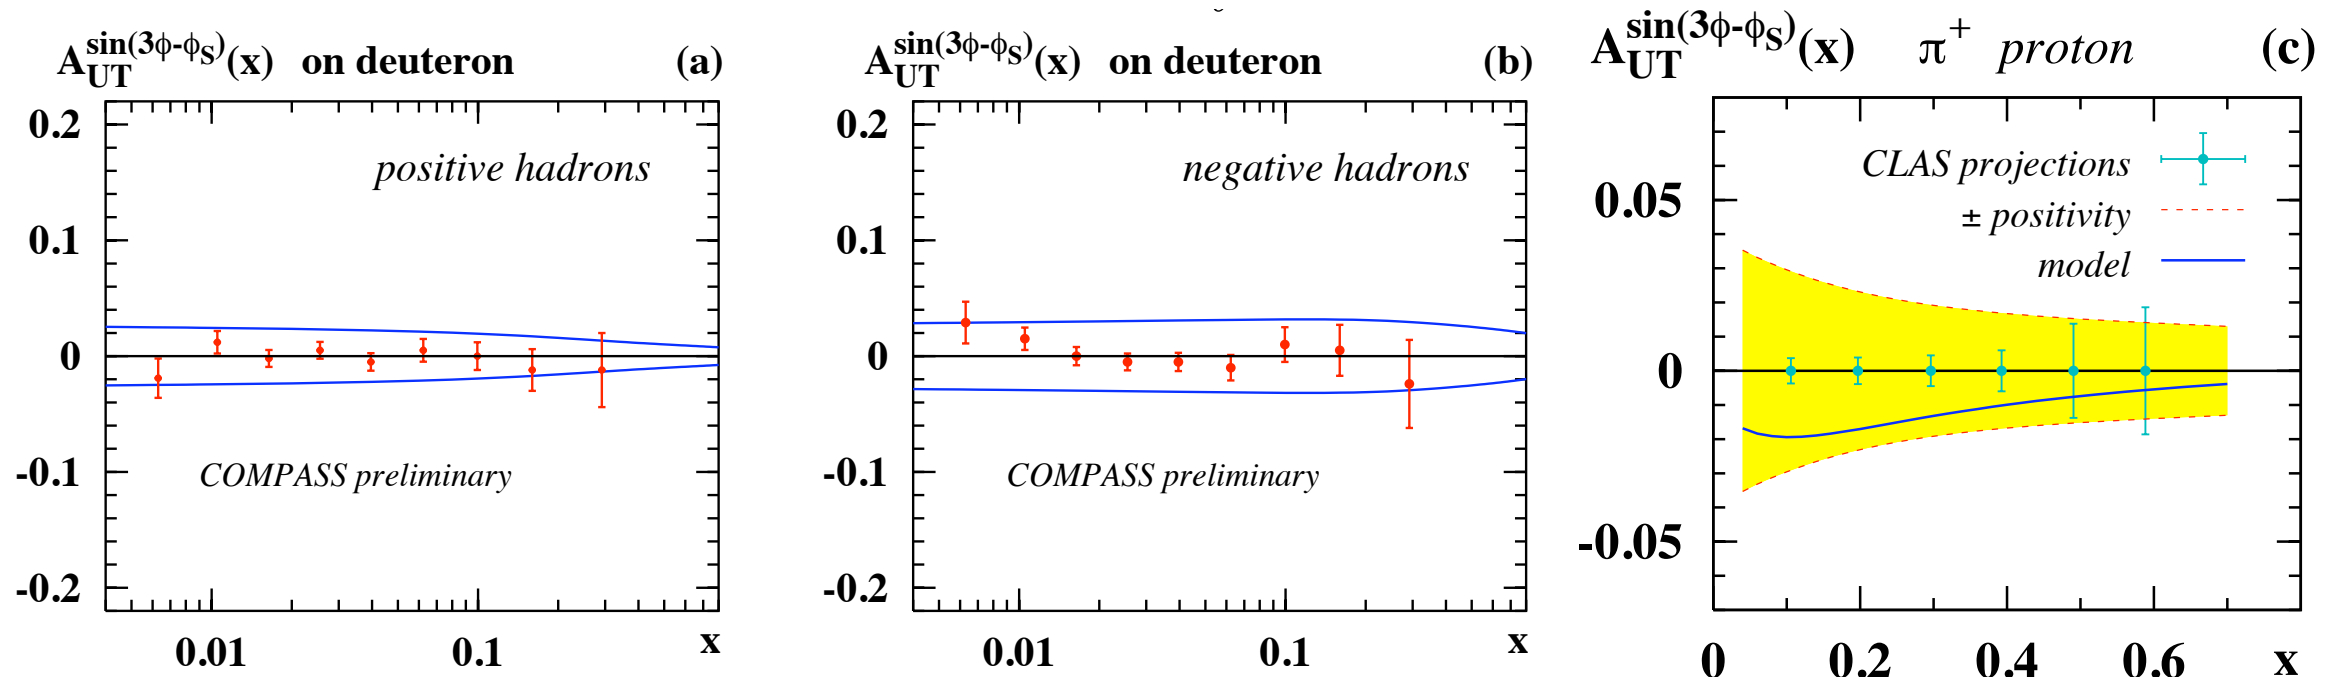 A_UT^sin(3ϕ-ϕ_S)(x) on deuteron (a)
0.2
positive hadrons
0.1
0
-0.1
COMPASS preliminary
-0.2
0.01 0.1 x
A_UT^sin(3ϕ-ϕ_S)(x) on deuteron (b)
0.2
negative hadrons
0.1
0
-0.1
COMPASS preliminary
-0.2
0.01 0.1 x
A_UT^sin(3ϕ-ϕ_S)(x) π^+ proton (c)
CLAS projections
0.05
± positivity
model
0
-0.05
0 0.2 0.4 0.6 x